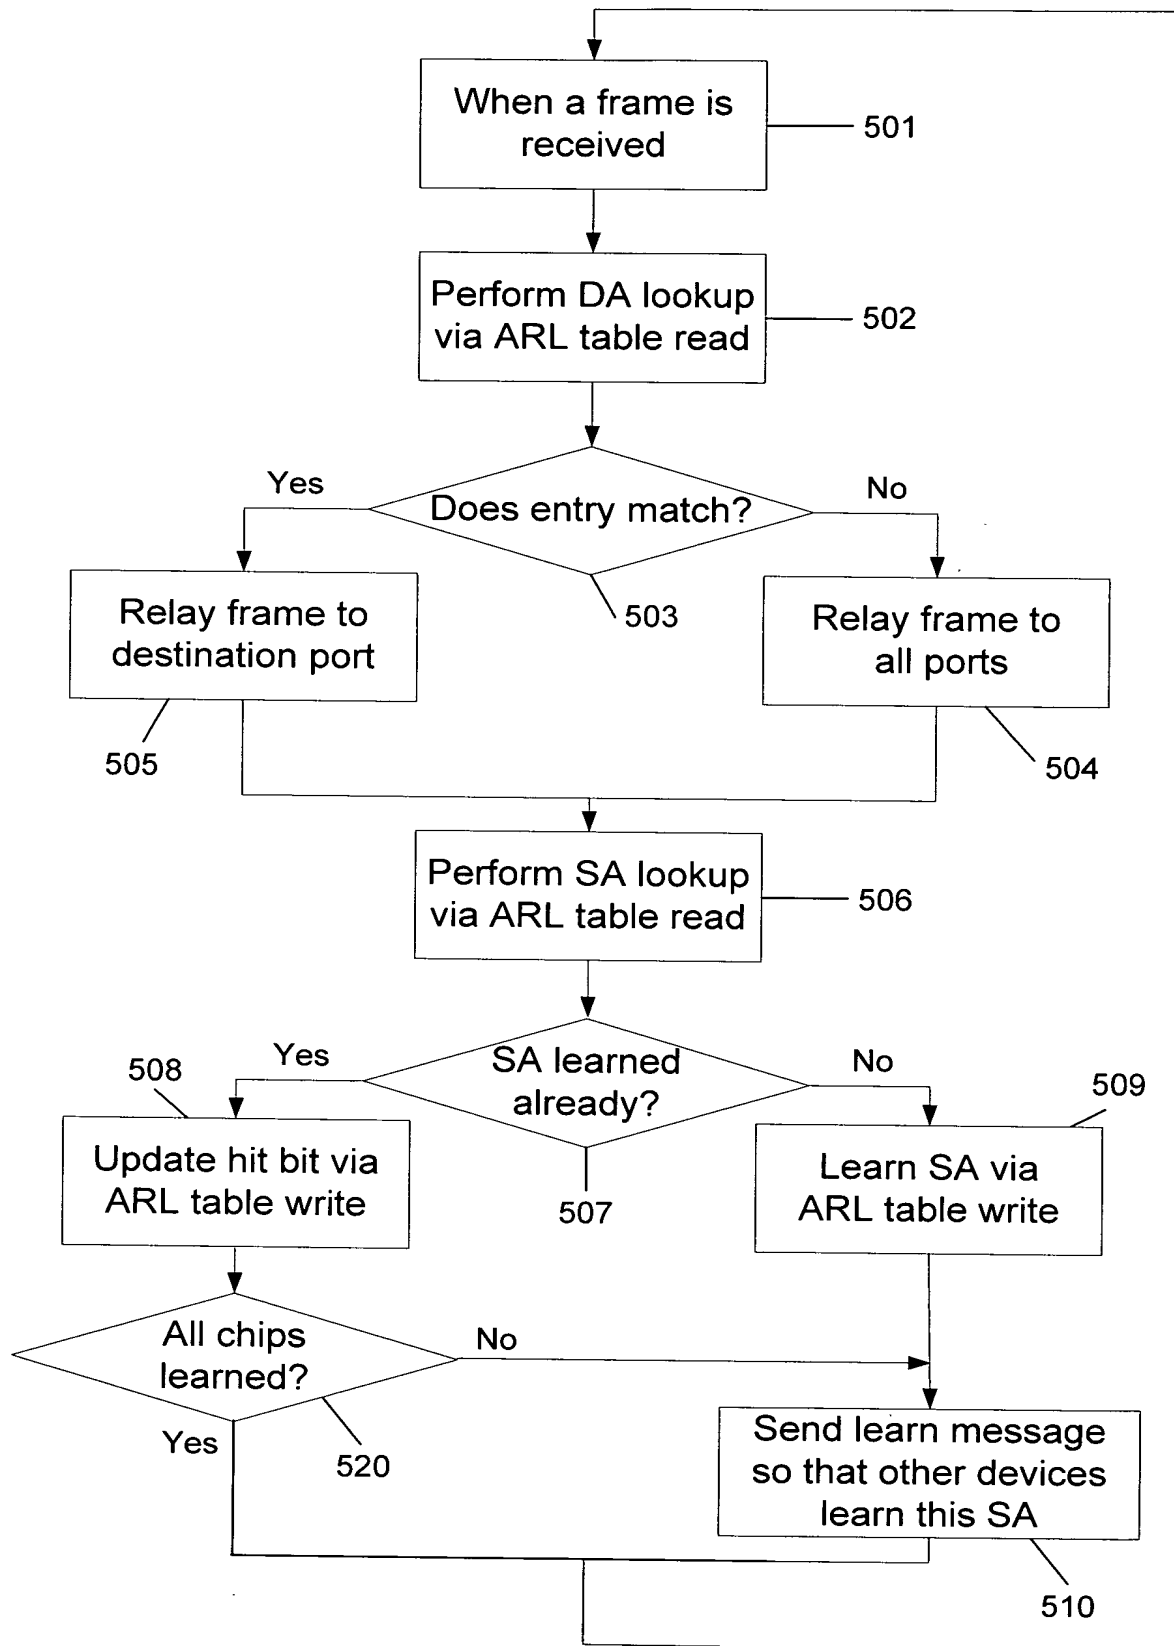 When a frame is
received
501
Perform DA lookup
via ARL table read
502
Yes
Does entry match?
No
503
Relay frame to
destination port
505
Relay frame to
all ports
504
Perform SA lookup
via ARL table read
506
Yes
SA learned
already?
No
507
508
Update hit bit via
ARL table write
509
Learn SA via
ARL table write
All chips
learned?
No
Yes
520
Send learn message
so that other devices
learn this SA
510